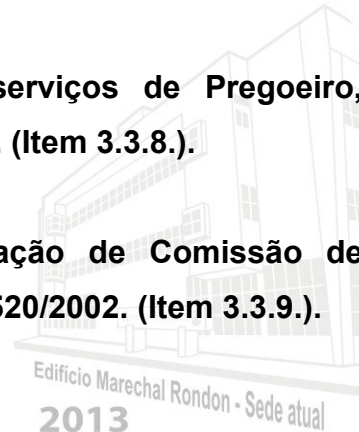 serviços de Pregoeiro,
. (Item 3.3.8.).
ação de Comissão de
520/2002. (Item 3.3.9.).
Edifício Marechal Rondon - Sede atual
2013